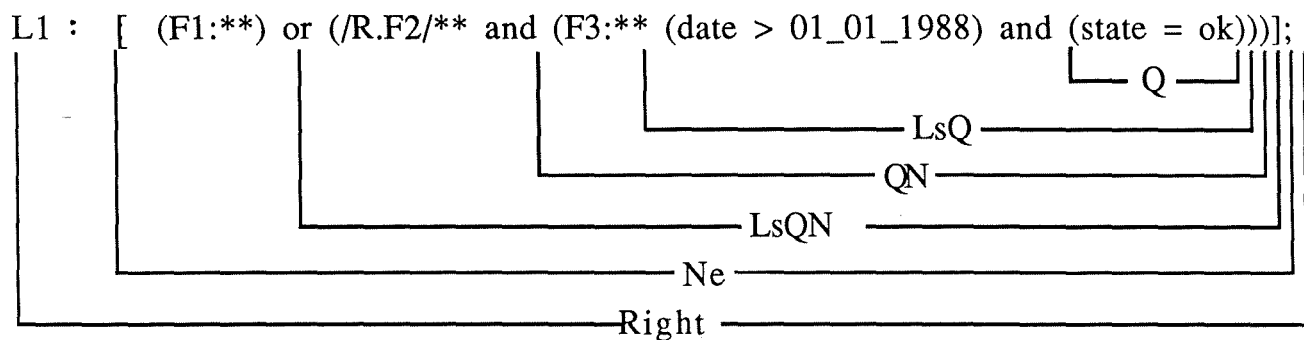 L1 : [ (F1:**) or (/R.F2/** and (F3:** (date > 01_01_1988) and (state = ok)))];
Q
LsQ
QN
LsQN
Ne
Right